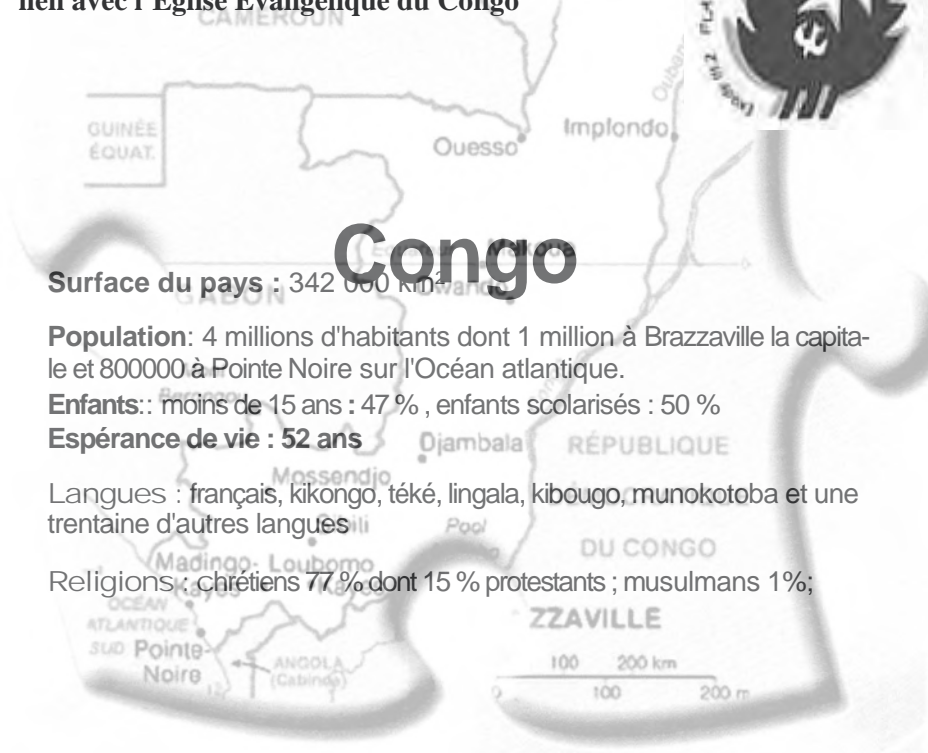 lien avec l'Eglise Evangélique du Congo
CAMEROUN
GUINÉE
ÉQUAT.
Ouesso
Implondo
Congo
Makoua
Surface du pays : 342 000 km²
GABON
Population: 4 millions d'habitants dont 1 million à Brazzaville la capita-
le et 800000 à Pointe Noire sur l'Océan atlantique.
Enfants:: moins de 15 ans : 47 % , enfants scolarisés : 50 %
Espérance de vie : 52 ans
Djambala
RÉPUBLIQUE
Mossendjo
Langues : français, kikongo, téké, lingala, kibougo, munokotoba et une
trentaine d'autres langues
Pool
DU CONGO
Madingo- Loubomo
Religions : chrétiens 77 % dont 15 % protestants ; musulmans 1%;
Kayes
OCÉAN
ATLANTIQUE
SUD
ZZAVILLE
Pointe-
Noire
ANGOLA
(Cabinda)
100 200 km
0 100 200 m